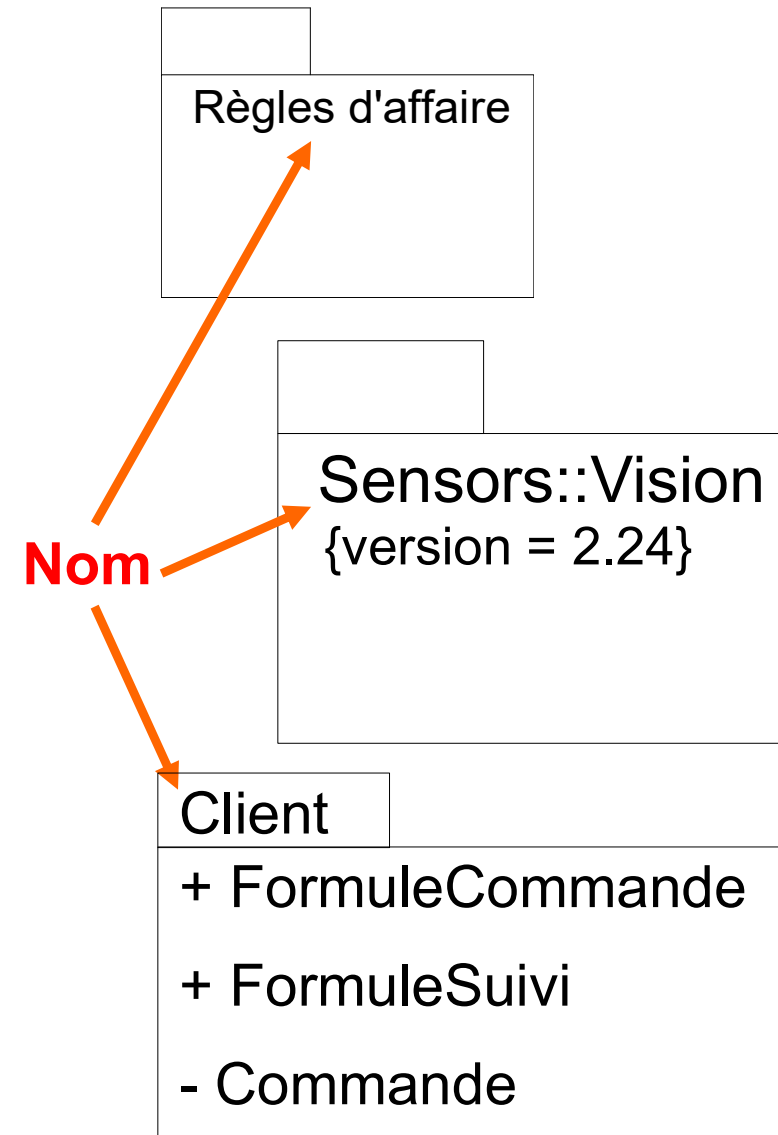 Règles d'affaire
Sensors::Vision
{version = 2.24}
Nom
Client
+ FormuleCommande
+ FormuleSuivi
- Commande